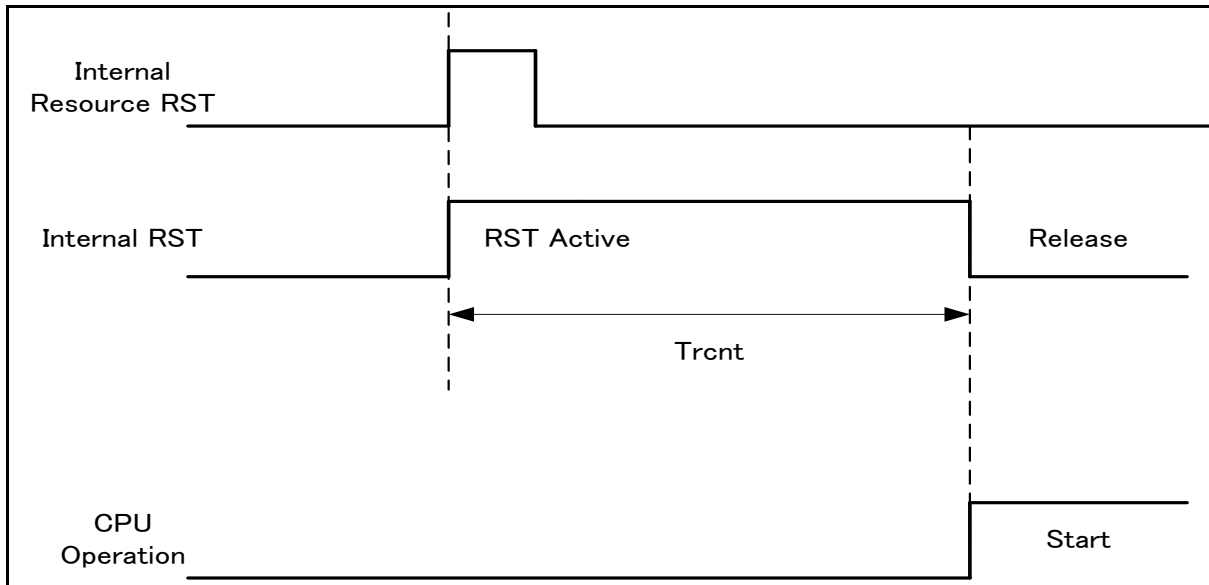 Internal
Resource RST
Internal RST
RST Active
Release
Trcnt
CPU
Operation
Start